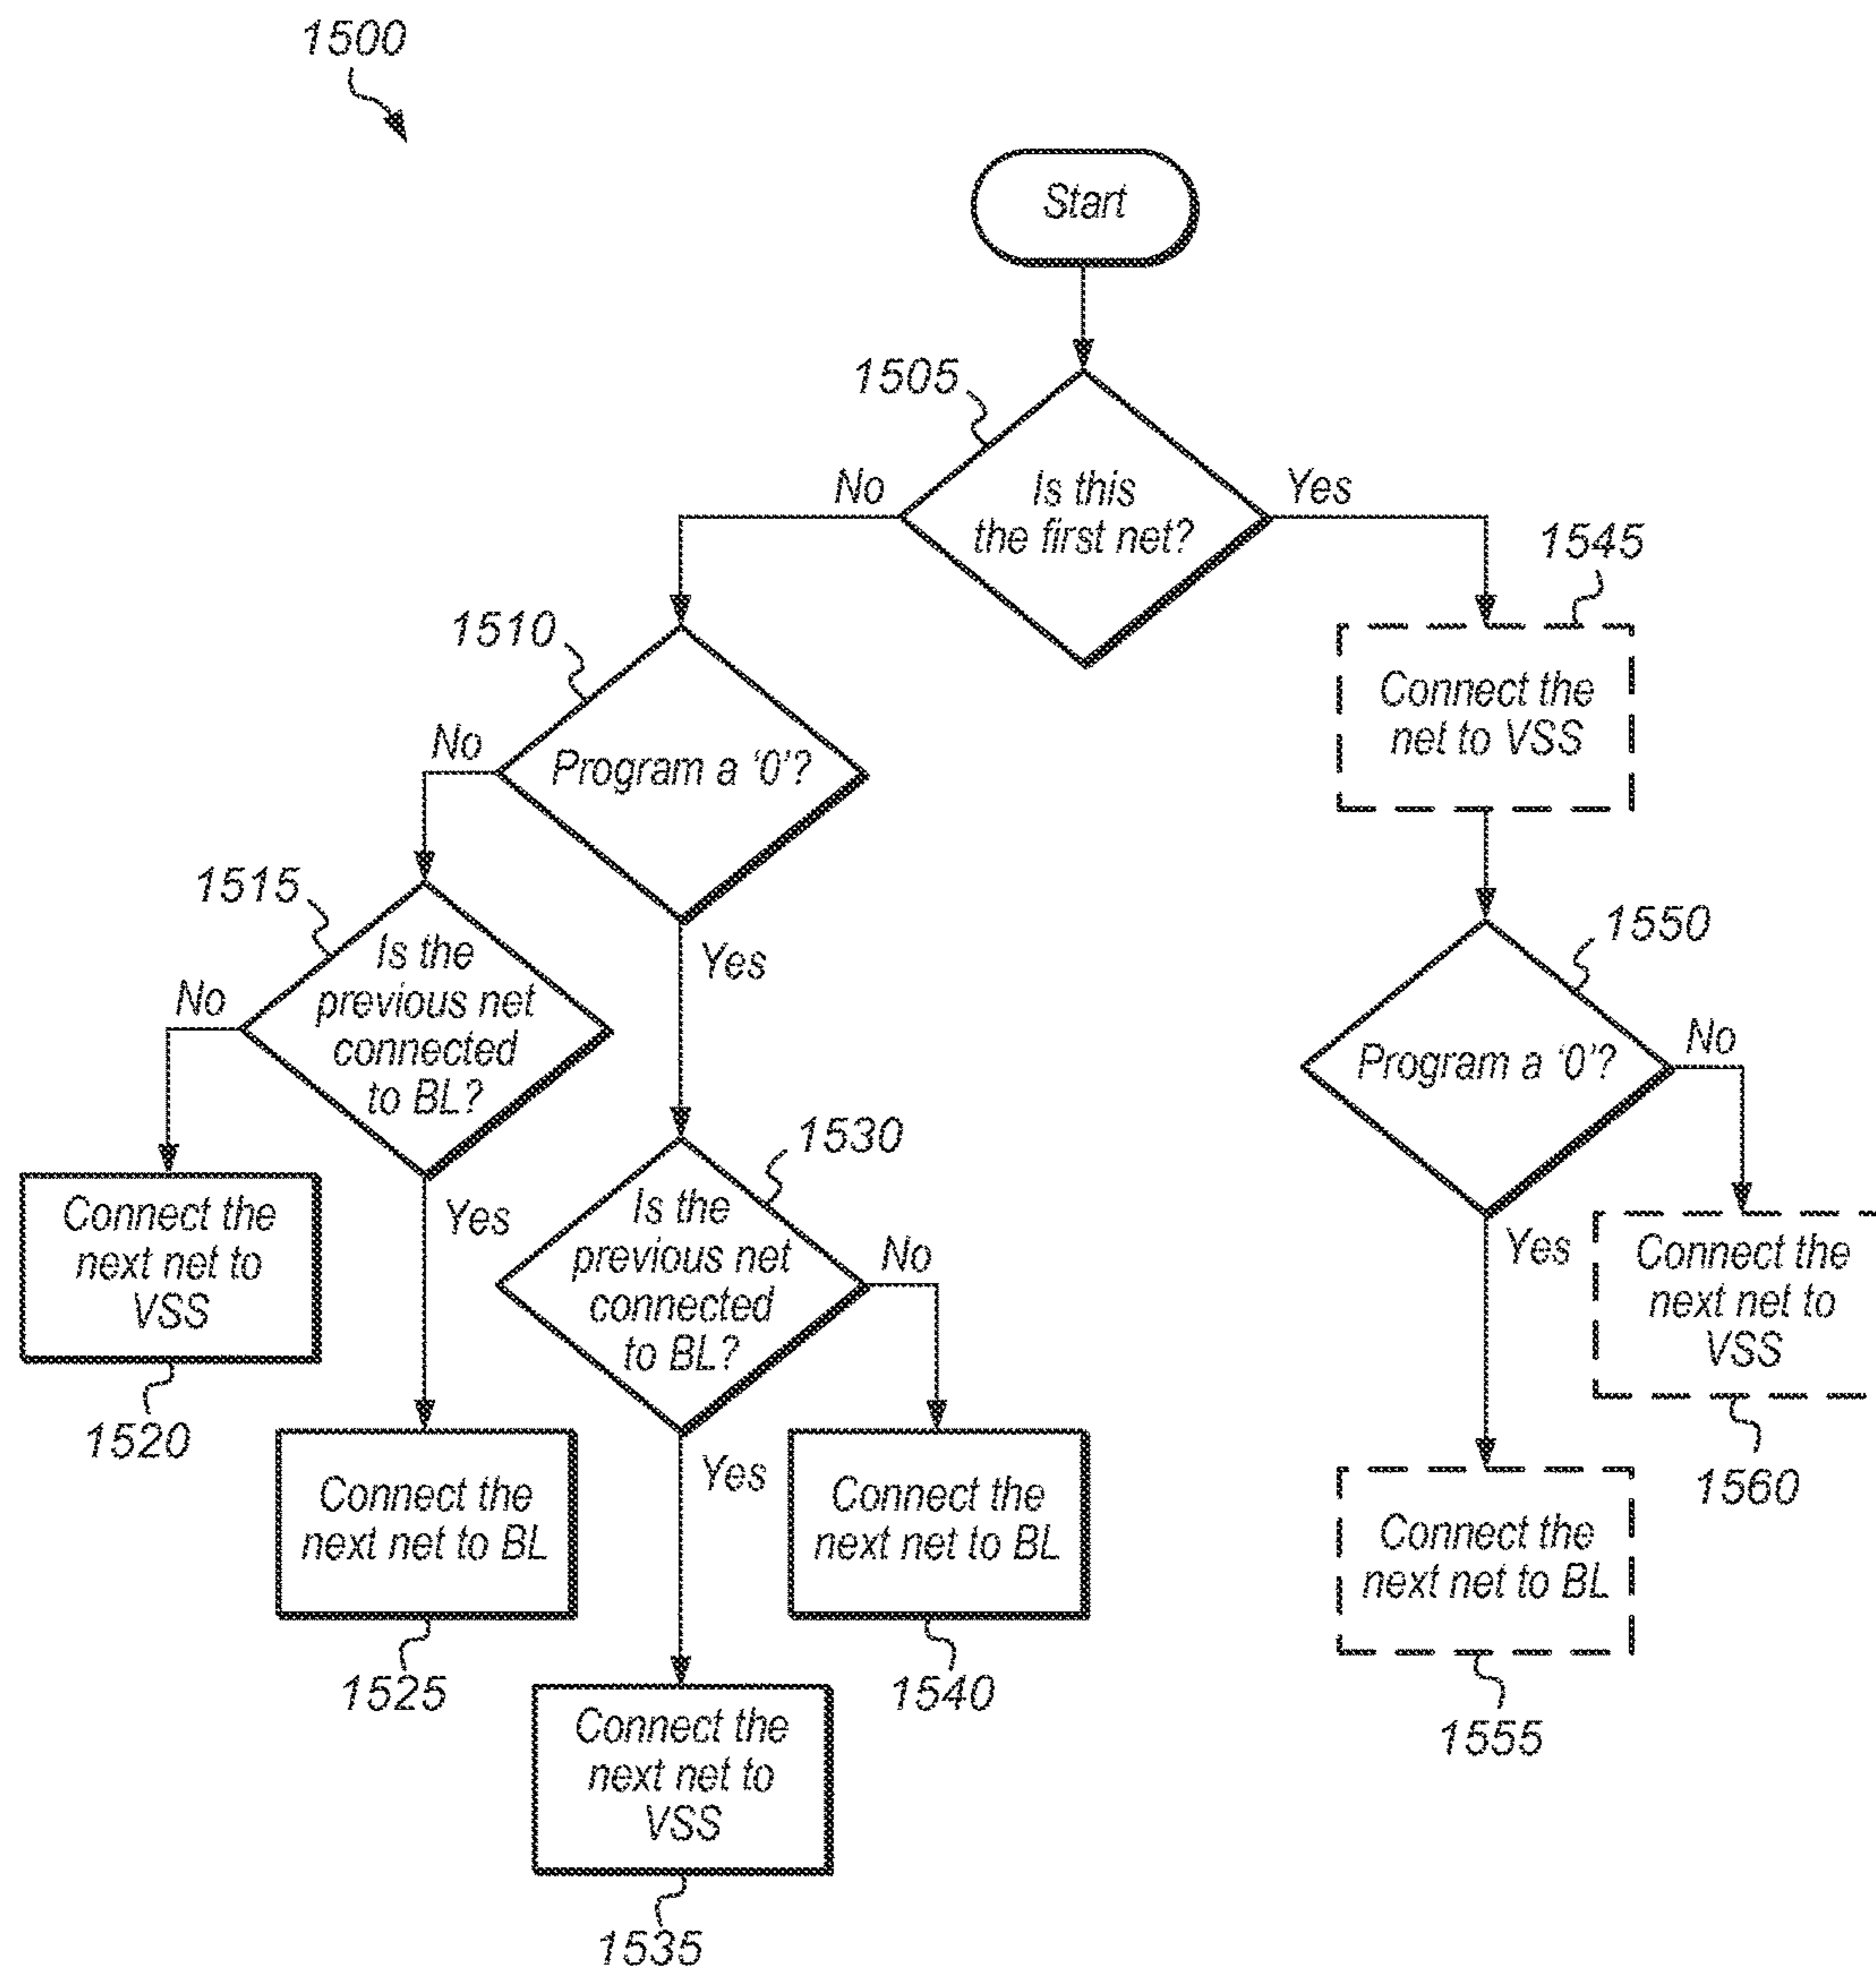 1500
Start
1505
Is this
the first net?
No
Yes
1545
Connect the
net to VSS
1510
Program a '0'?
No
Yes
1550
Program a '0'?
No
Yes
1515
Is the
previous net
connected
to BL?
No
Yes
1530
Is the
previous net
connected
to BL?
No
Yes
Connect the
next net to
VSS
1520
Connect the
next net to BL
1525
Connect the
next net to
VSS
1535
Connect the
next net to BL
1540
Connect the
next net to
VSS
1560
Connect the
next net to BL
1555